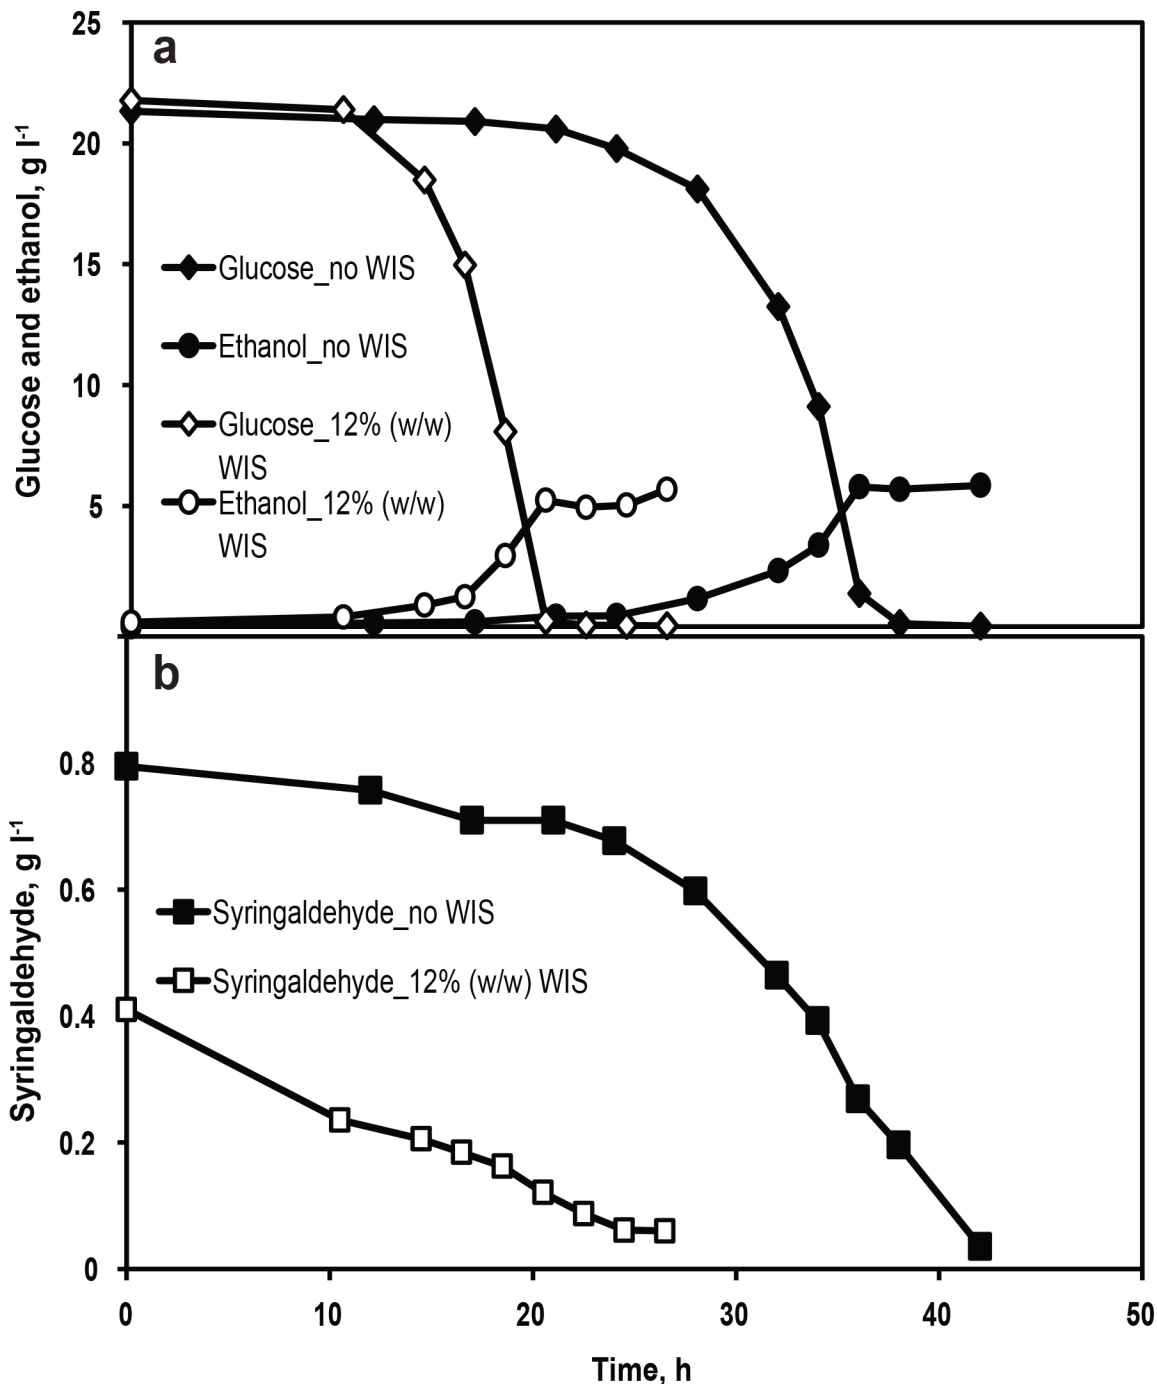 25
a
20
15
10
5
Glucose and ethanol, g l-1
Glucose_no WIS
Ethanol_no WIS
Glucose_12% (w/w)
WIS
Ethanol_12% (w/w)
WIS
b
0.8
0.6
0.4
0.2
0
Syringaldehyde, g l-1
Syringaldehyde_no WIS
Syringaldehyde_12% (w/w) WIS
0 10 20 30 40 50
Time, h